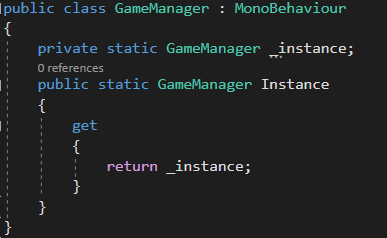 public class GameManager : MonoBehaviour
{
private static GameManager _instance;
0 references
public static GameManager Instance
{
get
{
return _instance;
}
}
}